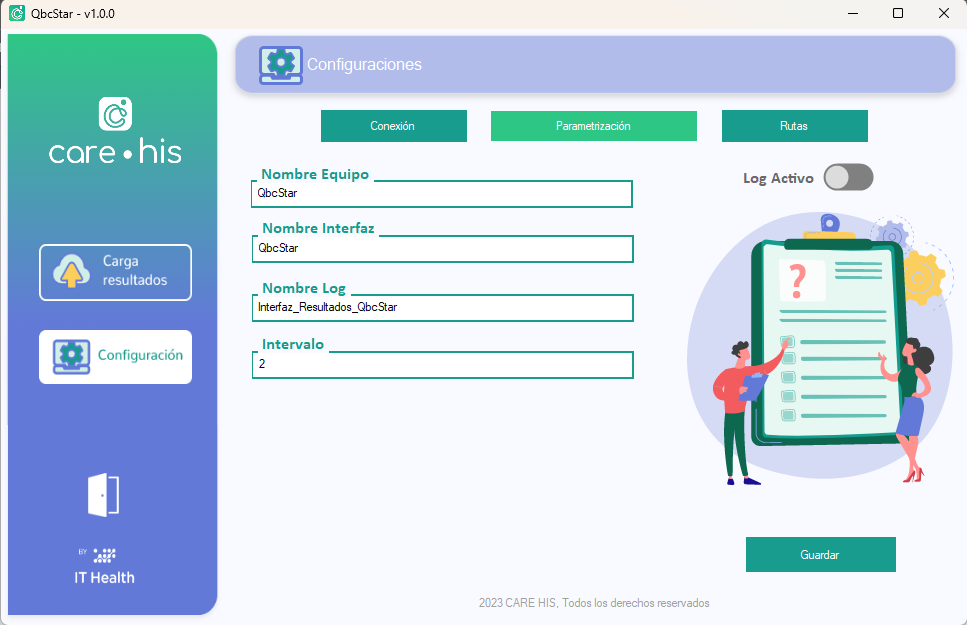 QbcStar - v1.0.0
care • his
Carga
resultados
Configuración
BY
IT Health
Configuraciones
Conexión
Parametrización
Rutas
Nombre Equipo
QbcStar
Log Activo
Nombre Interfaz
QbcStar
Nombre Log
Interfaz_Resultados_QbcStar
Intervalo
2
?
Guardar
2023 CARE HIS, Todos los derechos reservados